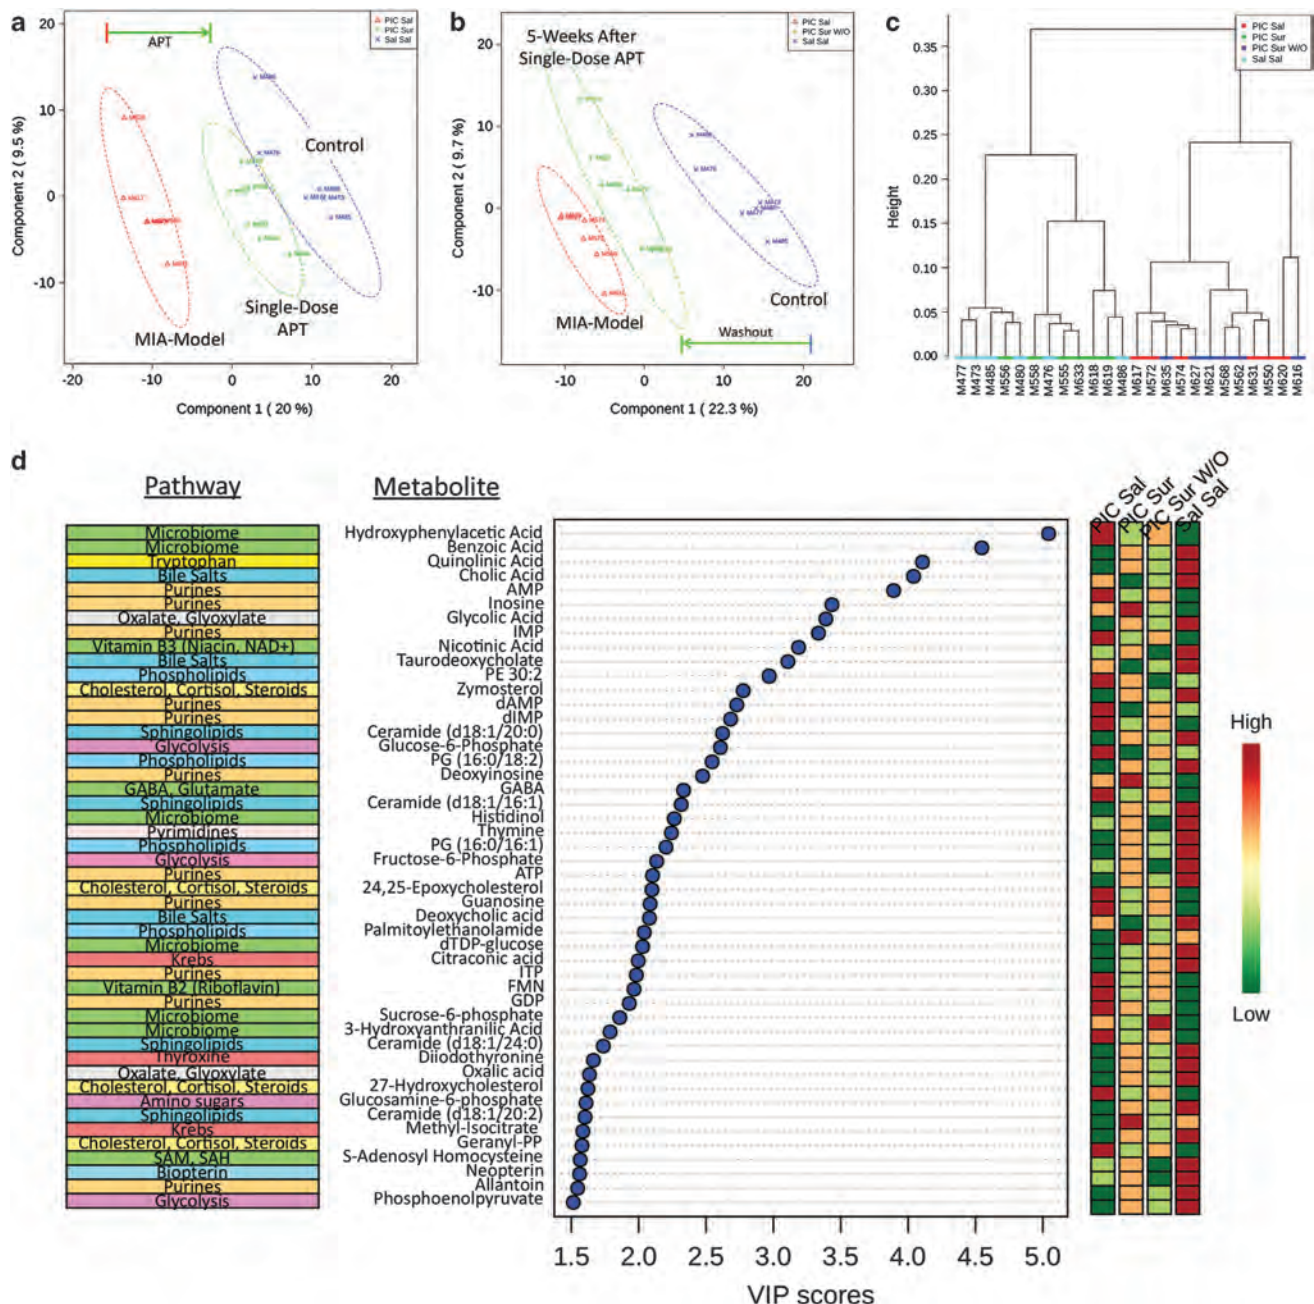 a
20
10
0
-10
-20
-10
0
10
20
Component 2 ( 9.5 %)
Component 1 ( 20 %)
APT
PIC Sal
PIC Sur
Sal Sal
Control
Single-Dose
APT
MIA-Model
b
20
10
0
-10
-10
0
10
20
Component 2 ( 9.7 %)
Component 1 ( 22.3 %)
5-Weeks After
Single-Dose APT
PIC Sal
PIC Sur W/O
Sal Sal
MIA-Model
Control
Washout
c
Height
0.35
0.30
0.25
0.20
0.15
0.10
0.05
0.00
PIC Sal
PIC Sur
PIC Sur W/O
Sal Sal
M477
M473
M485
M556
M480
M558
M476
M555
M633
M618
M619
M486
M617
M572
M635
M574
M627
M621
M568
M562
M631
M550
M620
M616
d
Pathway Metabolite
PIC Sal
PIC Sur
PIC Sur W/O
Sal Sal
Microbiome Hydroxyphenylacetic Acid
Microbiome Benzoic Acid
Tryptophan Quinolinic Acid
Bile Salts Cholic Acid
Purines AMP
Purines Inosine
Oxalate, Glyoxylate Glycolic Acid
Purines IMP
Vitamin B3 (Niacin, NAD+) Nicotinic Acid
Bile Salts Taurodeoxycholate
Phospholipids PE 30:2
Cholesterol, Cortisol, Steroids Zymosterol
Purines dAMP
Purines dIMP
Sphingolipids Ceramide (d18:1/20:0)
Glycolysis Glucose-6-Phosphate
Phospholipids PG (16:0/18:2)
Purines Deoxyinosine
GABA, Glutamate GABA
Sphingolipids Ceramide (d18:1/16:1)
Microbiome Histidinol
Pyrimidines Thymine
Phospholipids PG (16:0/16:1)
Glycolysis Fructose-6-Phosphate
Purines ATP
Cholesterol, Cortisol, Steroids 24,25-Epoxycholesterol
Purines Guanosine
Bile Salts Deoxycholic acid
Phospholipids Palmitoylethanolamide
Microbiome dTDP-glucose
Krebs Citraconic acid
Purines ITP
Vitamin B2 (Riboflavin) FMN
Purines GDP
Microbiome Sucrose-6-phosphate
Microbiome 3-Hydroxyanthranilic Acid
Sphingolipids Ceramide (d18:1/24:0)
Thyroxine Diiodothyronine
Oxalate, Glyoxylate Oxalic acid
Cholesterol, Cortisol, Steroids 27-Hydroxycholesterol
Amino sugars Glucosamine-6-phosphate
Sphingolipids Ceramide (d18:1/20:2)
Krebs Methyl-Isocitrate
Cholesterol, Cortisol, Steroids Geranyl-PP
SAM, SAH S-Adenosyl Homocysteine
Biopterin Neopterin
Purines Allantoin
Glycolysis Phosphoenolpyruvate
1.5 2.0 2.5 3.0 3.5 4.0 4.5 5.0
VIP scores
High
Low